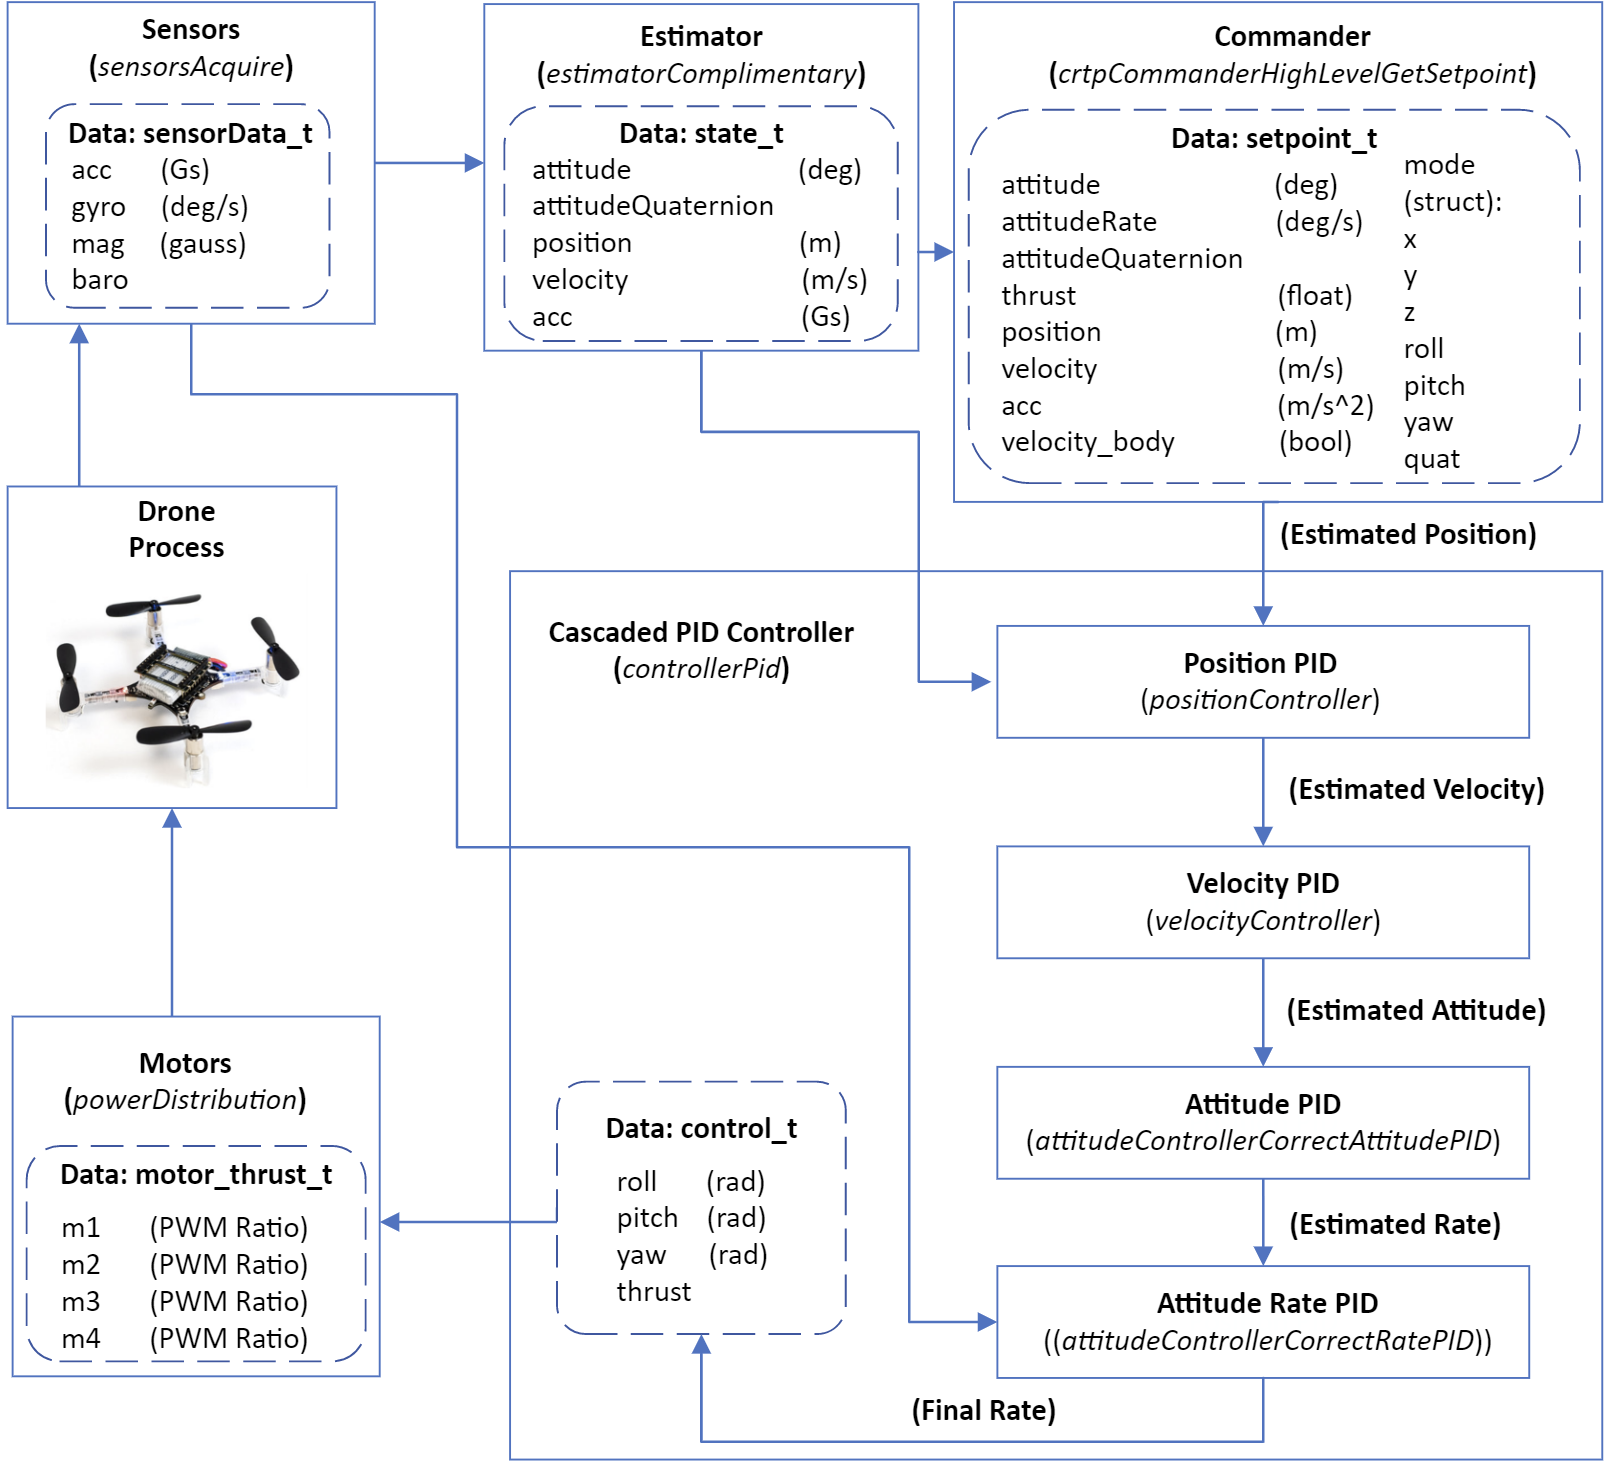 Sensors
(sensorsAcquire)
Data: sensorData_t
acc (Gs)
gyro (deg/s)
mag (gauss)
baro
Estimator
(estimatorComplimentary)
Data: state_t
attitude (deg)
attitudeQuaternion
position (m)
velocity (m/s)
acc (Gs)
Commander
(crtpCommanderHighLevelGetSetpoint)
Data: setpoint_t
attitude (deg)
attitudeRate (deg/s)
attitudeQuaternion
thrust (float)
position (m)
velocity (m/s)
acc (m/s^2)
velocity_body (bool)
mode
(struct):
x
y
z
roll
pitch
yaw
quat
(Estimated Position)
Drone
Process
Cascaded PID Controller
(controllerPid)
Position PID
(positionController)
(Estimated Velocity)
Velocity PID
(velocityController)
(Estimated Attitude)
Attitude PID
(attitudeControllerCorrectAttitudePID)
(Estimated Rate)
Attitude Rate PID
((attitudeControllerCorrectRatePID))
(Final Rate)
Data: control_t
roll (rad)
pitch (rad)
yaw (rad)
thrust
Motors
(powerDistribution)
Data: motor_thrust_t
m1 (PWM Ratio)
m2 (PWM Ratio)
m3 (PWM Ratio)
m4 (PWM Ratio)